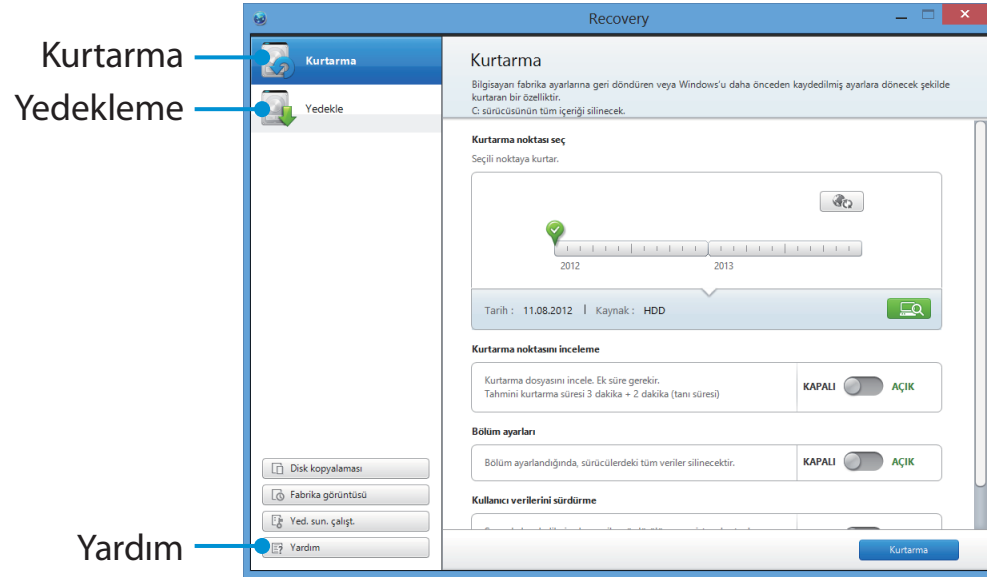 Recovery
Kurtarma
Yedekleme
Yardım
Kurtarma
Yedekle
Disk kopyalaması
Fabrika görüntüsü
Yed. sun. çalışt.
Yardım
Kurtarma
Bilgisayarı fabrika ayarlarına geri döndüren veya Windows'u daha önceden kaydedilmiş ayarlara dönecek şekilde
kurtaran bir özelliktir.
C: sürücüsünün tüm içeriği silinecek.
Kurtarma noktası seç
Seçili noktaya kurtar.
2012 2013
Tarih : 11.08.2012 | Kaynak : HDD
Kurtarma noktasını inceleme
Kurtarma dosyasını incele. Ek süre gerekir.
Tahmini kurtarma süresi 3 dakika + 2 dakika (tanı süresi)
KAPALI AÇIK
Bölüm ayarları
Bölüm ayarlandığında, sürücülerdeki tüm veriler silinecektir.
KAPALI AÇIK
Kullanıcı verilerini sürdürme
Kurtarma